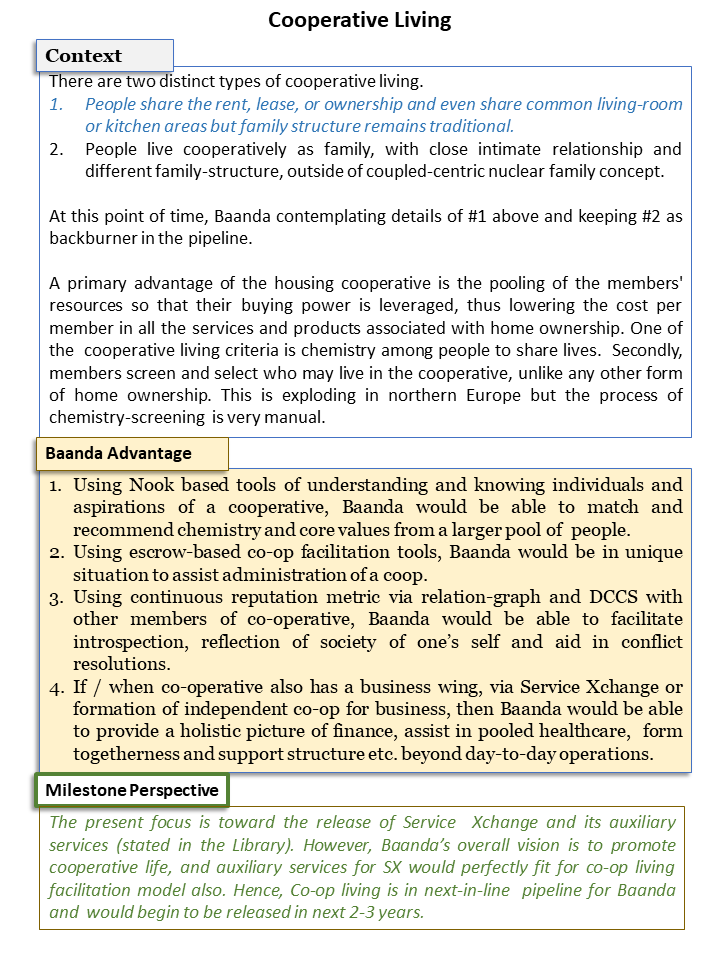 Cooperative Living
Context
There are two distinct types of cooperative living.
1. People share the rent, lease, or ownership and even share common living-room
or kitchen areas but family structure remains traditional.
2. People live cooperatively as family, with close intimate relationship and
different family-structure, outside of coupled-centric nuclear family concept.
At this point of time, Baanda contemplating details of #1 above and keeping #2 as
backburner in the pipeline.
A primary advantage of the housing cooperative is the pooling of the members'
resources so that their buying power is leveraged, thus lowering the cost per
member in all the services and products associated with home ownership. One of
the cooperative living criteria is chemistry among people to share lives. Secondly,
members screen and select who may live in the cooperative, unlike any other form
of home ownership. This is exploding in northern Europe but the process of
chemistry-screening is very manual.
Baanda Advantage
1. Using Nook based tools of understanding and knowing individuals and
aspirations of a cooperative, Baanda would be able to match and
recommend chemistry and core values from a larger pool of people.
2. Using escrow-based co-op facilitation tools, Baanda would be in unique
situation to assist administration of a coop.
3. Using continuous reputation metric via relation-graph and DCCS with
other members of co-operative, Baanda would be able to facilitate
introspection, reflection of society of one's self and aid in conflict
resolutions.
4. If / when co-operative also has a business wing, via Service Xchange or
formation of independent co-op for business, then Baanda would be able
to provide a holistic picture of finance, assist in pooled healthcare, form
togetherness and support structure etc. beyond day-to-day operations.
Milestone Perspective
The present focus is toward the release of Service Xchange and its auxiliary
services (stated in the Library). However, Baanda's overall vision is to promote
cooperative life, and auxiliary services for SX would perfectly fit for co-op living
facilitation model also. Hence, Co-op living is in next-in-line pipeline for Baanda
and would begin to be released in next 2-3 years.